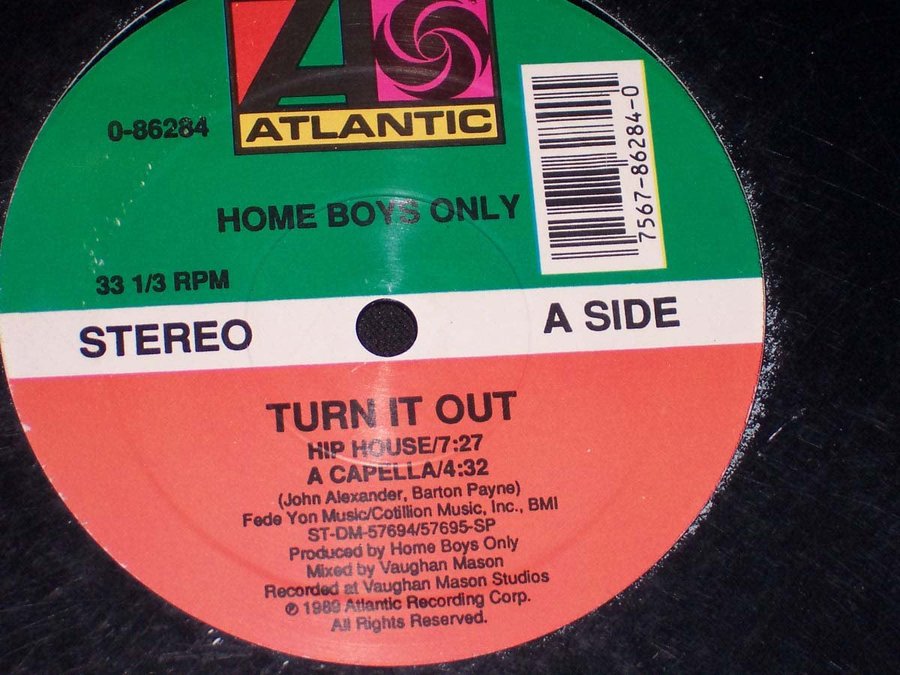 ATLANTIC
0-86284
7567-86284-0
HOME BOYS ONLY
33 1/3 RPM
STEREO
A SIDE
TURN IT OUT
HIP HOUSE/7:27
A CAPELLA/4:32
(John Alexander, Barton Payne)
Fede Yon Music/Cotillion Music, Inc., BMI
ST-DM-57694/57695-SP
Produced by Home Boys Only
Mixed by Vaughan Mason
Recorded at Vaughan Mason Studios
℗ 1989 Atlantic Recording Corp.
All Rights Reserved.